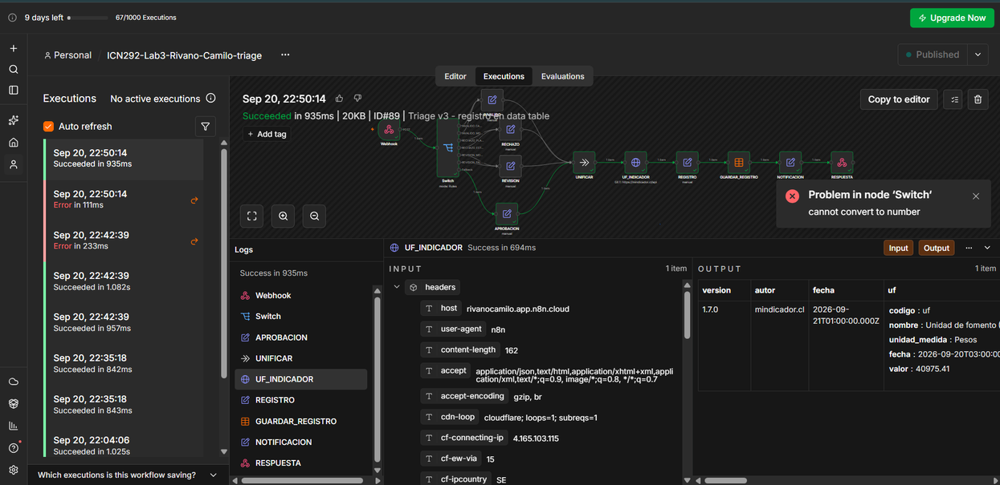 9 days left
67/1000 Executions
Upgrade Now
Personal / ICN292-Lab3-Rivano-Camilo-triage ...
Published
Editor
Executions
Evaluations
Executions
No active executions
Auto refresh
Sep 20, 22:50:14
Succeeded in 935ms
Sep 20, 22:50:14
Error in 111ms
Sep 20, 22:42:39
Error in 233ms
Sep 20, 22:42:39
Succeeded in 1.082s
Sep 20, 22:42:39
Succeeded in 957ms
Sep 20, 22:35:18
Succeeded in 842ms
Sep 20, 22:35:18
Succeeded in 843ms
Sep 20, 22:04:06
Succeeded in 1.025s
Which executions is this workflow saving?
Sep 20, 22:50:14
Succeeded in 935ms | 20KB | ID#89 | Triage v3 - registro en data table
+ Add tag
Copy to editor
Webhook
Switch
mode: Rules
RECHAZO
manual
REVISION
manual
APROBACION
manual
UNIFICAR
UF_INDICADOR
REGISTRO
manual
GUARDAR_REGISTRO
NOTIFICACION
manual
RESPUESTA
Problem in node ‘Switch’
cannot convert to number
Logs
Success in 935ms
Webhook
Switch
APROBACION
UNIFICAR
UF_INDICADOR
REGISTRO
GUARDAR_REGISTRO
NOTIFICACION
RESPUESTA
UF_INDICADOR Success in 694ms
Input
Output
INPUT
1 item
headers
T host rivanocamilo.app.n8n.cloud
T user-agent n8n
T content-length 162
T accept application/json,text/html,application/xhtml+xml,appli
cation/xml,text/*;q=0.9, image/*;q=0.8, */*;q=0.7
T accept-encoding gzip, br
T cdn-loop cloudflare; loops=1; subreqs=1
T cf-connecting-ip 4.165.103.115
T cf-ew-via 15
T cf-ipcountry SE
OUTPUT
1 item
version
autor
fecha
uf
1.7.0
mindicador.cl
2026-09-
21T01:00:00.000Z
codigo : uf
nombre : Unidad de fomento (
unidad_medida : Pesos
fecha : 2026-09-20T03:00:00
valor : 40975.41